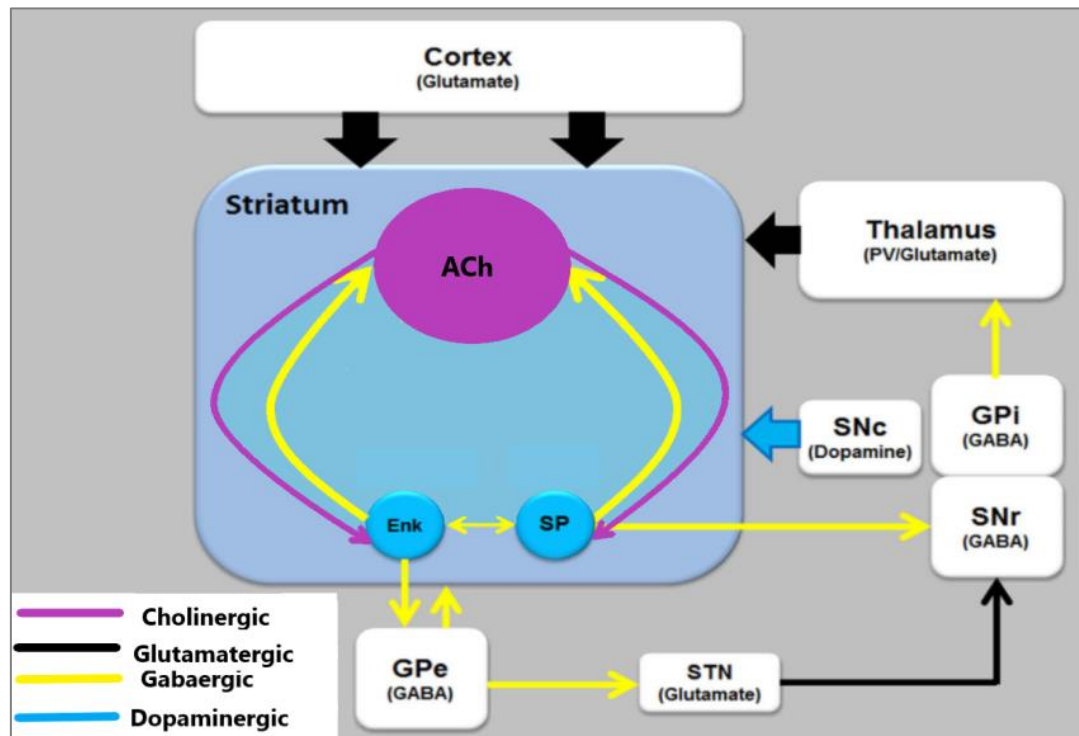 Cortex
(Glutamate)
Striatum
ACh
Thalamus
(PV/Glutamate)
SNc
(Dopamine)
GPi
(GABA)
SNr
(GABA)
Enk
SP
GPe
(GABA)
STN
(Glutamate)
Cholinergic
Glutamatergic
Gabaergic
Dopaminergic